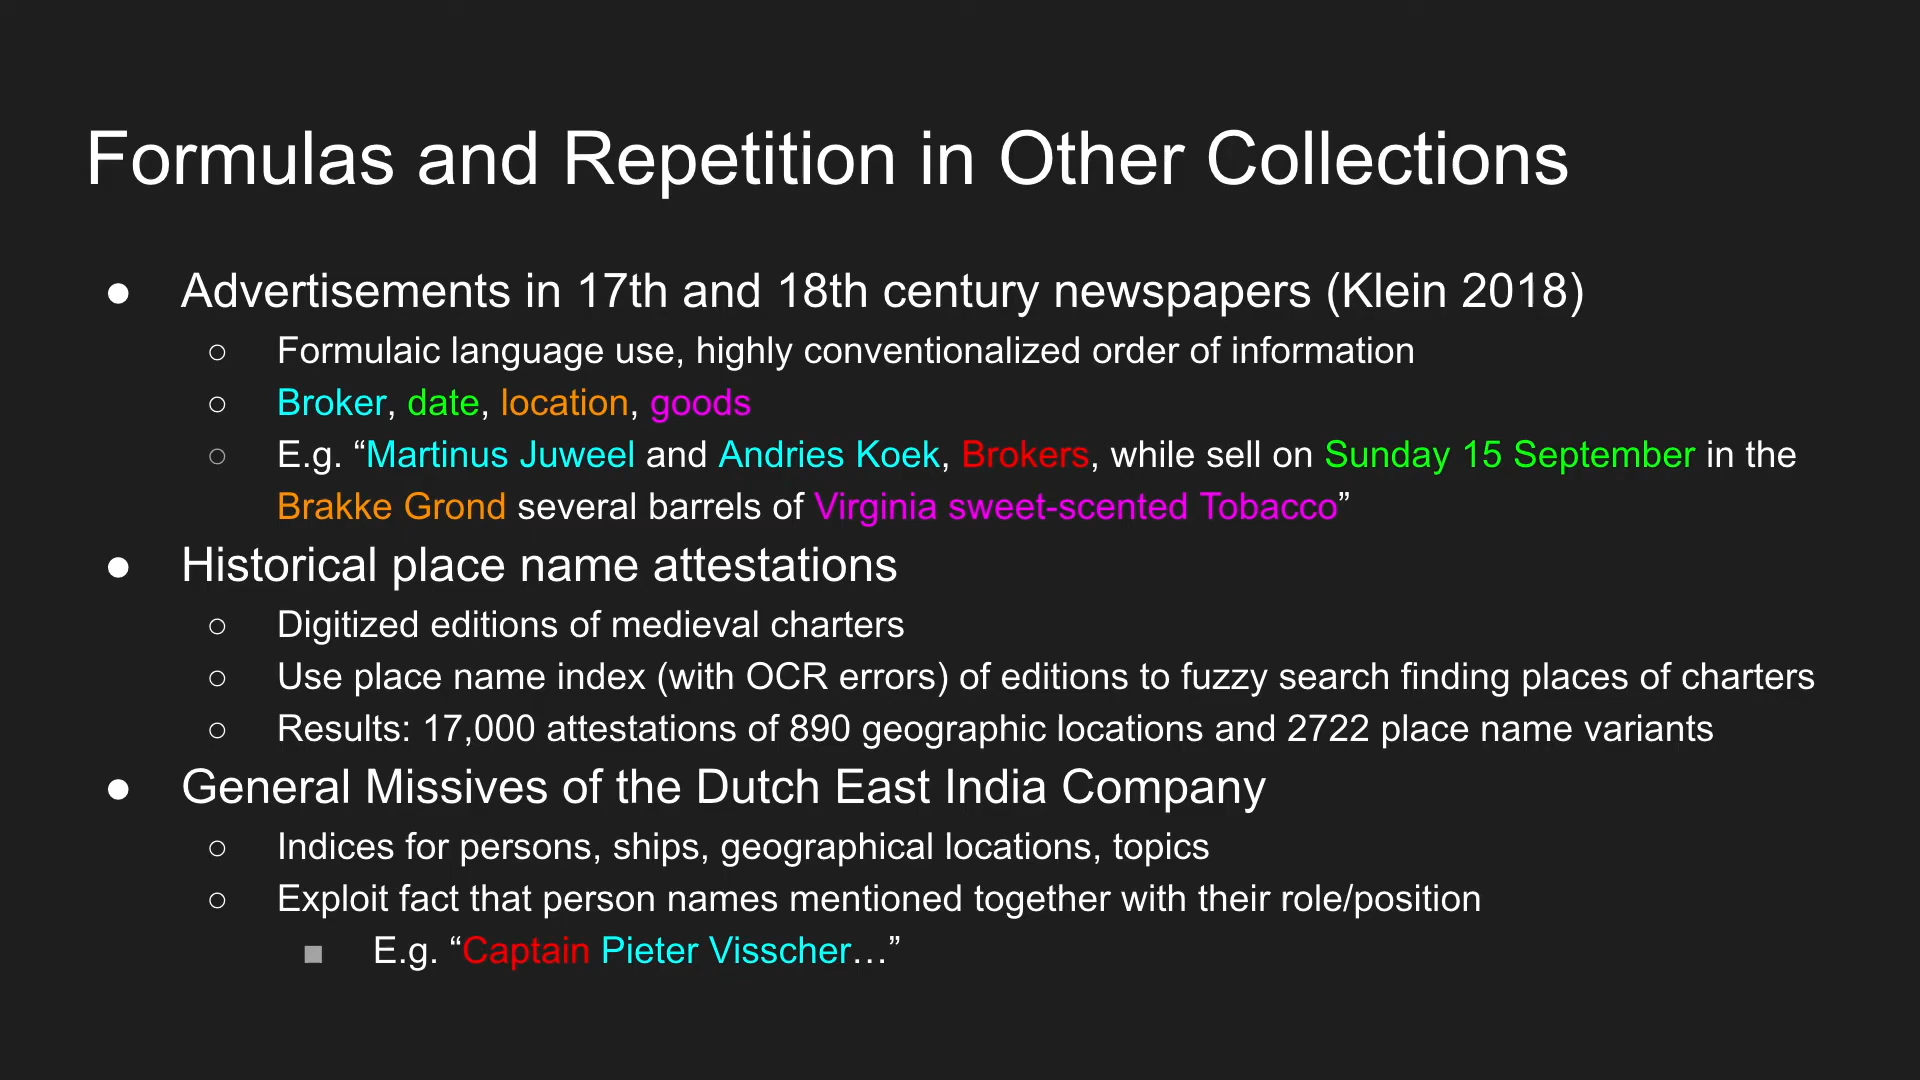 Formulas and Repetition in Other Collections
● Advertisements in 17th and 18th century newspapers (Klein 2018)
○ Formulaic language use, highly conventionalized order of information
○ Broker, date, location, goods
○ E.g. “Martinus Juweel and Andries Koek, Brokers, while sell on Sunday 15 September in the
Brakke Grond several barrels of Virginia sweet-scented Tobacco”
● Historical place name attestations
○ Digitized editions of medieval charters
○ Use place name index (with OCR errors) of editions to fuzzy search finding places of charters
○ Results: 17,000 attestations of 890 geographic locations and 2722 place name variants
● General Missives of the Dutch East India Company
○ Indices for persons, ships, geographical locations, topics
○ Exploit fact that person names mentioned together with their role/position
■ E.g. “Captain Pieter Visscher…”